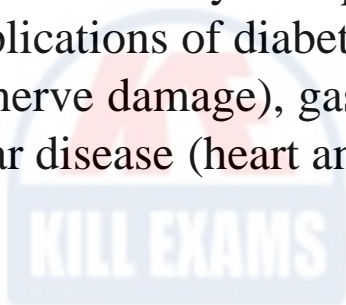 plications of diabet
nerve damage), gas
ar disease (heart an
KILL EXAMS